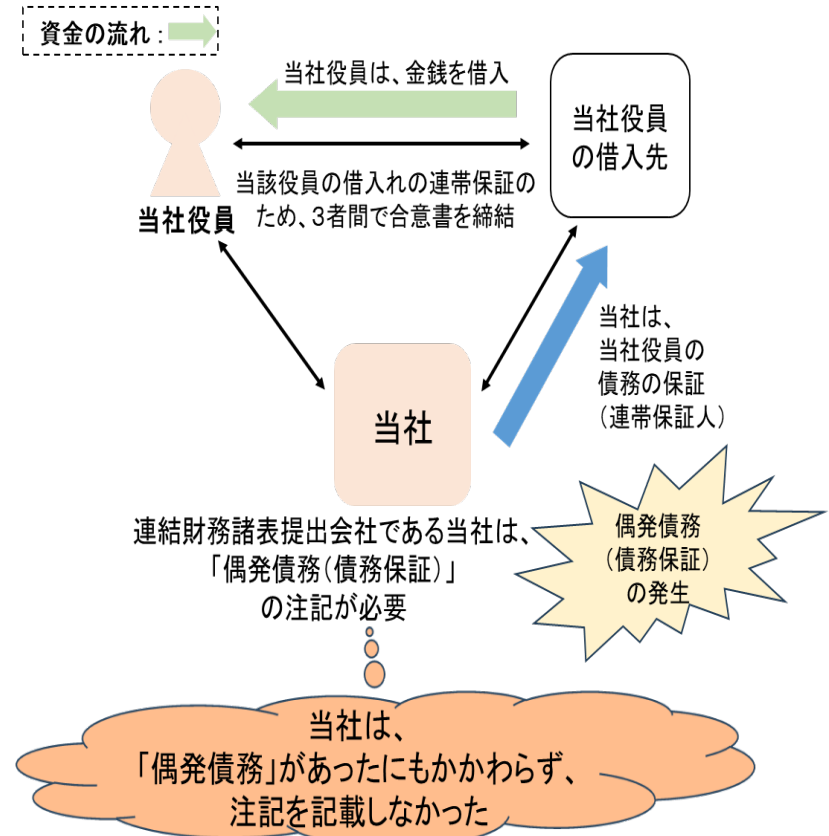 資金の流れ：
当社役員は、金銭を借入
当社役員
の借入先
当該役員の借入れの連帯保証の
ため、3者間で合意書を締結
当社役員
当社は、
当社役員の
債務の保証
（連帯保証人）
当社
連結財務諸表提出会社である当社は、
「偶発債務（債務保証）」
の注記が必要
偶発債務
（債務保証）
の発生
当社は、
「偶発債務」があったにもかかわらず、
注記を記載しなかった